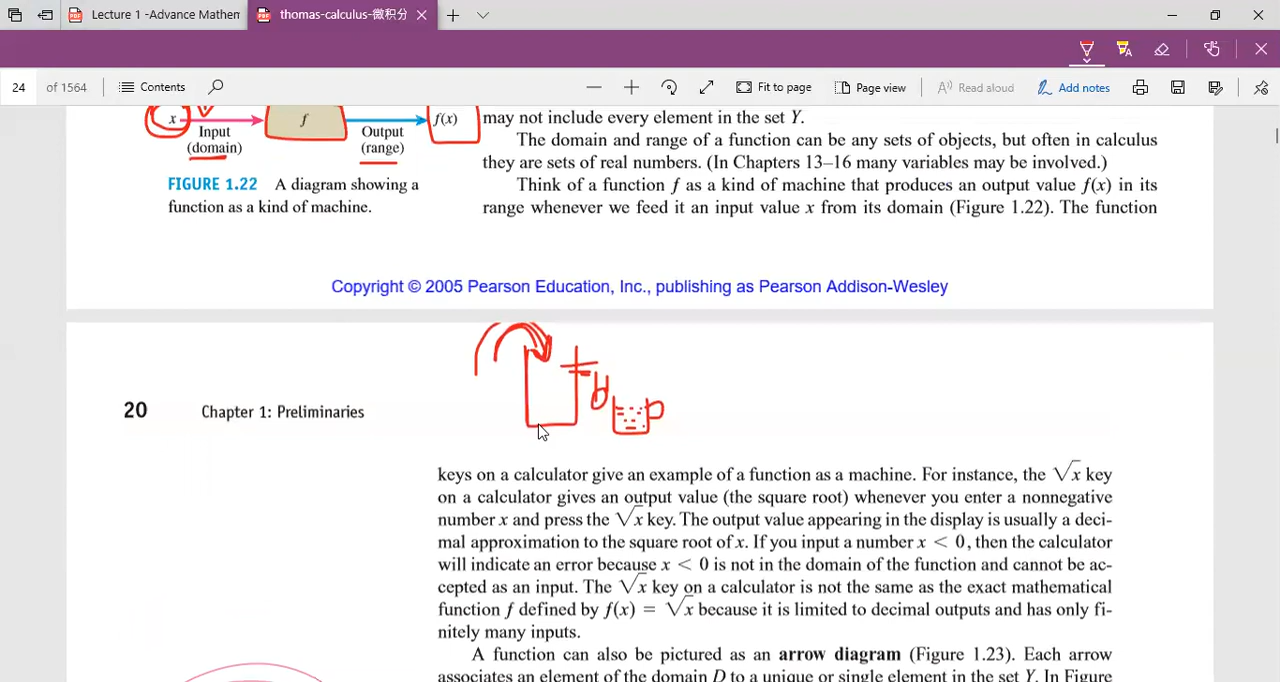 Lecture 1 -Advance Mathem
thomas-calculus-微积分
24 of 1564
Contents
Fit to page
Page view
Read aloud
Add notes
x
f
f(x)
Input
(domain)
Output
(range)
FIGURE 1.22 A diagram showing a
function as a kind of machine.
may not include every element in the set Y.
The domain and range of a function can be any sets of objects, but often in calculus
they are sets of real numbers. (In Chapters 13–16 many variables may be involved.)
Think of a function f as a kind of machine that produces an output value f(x) in its
range whenever we feed it an input value x from its domain (Figure 1.22). The function
Copyright © 2005 Pearson Education, Inc., publishing as Pearson Addison-Wesley
20 Chapter 1: Preliminaries
keys on a calculator give an example of a function as a machine. For instance, the √x key
on a calculator gives an output value (the square root) whenever you enter a nonnegative
number x and press the √x key. The output value appearing in the display is usually a deci-
mal approximation to the square root of x. If you input a number x < 0, then the calculator
will indicate an error because x < 0 is not in the domain of the function and cannot be ac-
cepted as an input. The √x key on a calculator is not the same as the exact mathematical
function f defined by f(x) = √x because it is limited to decimal outputs and has only fi-
nitely many inputs.
A function can also be pictured as an arrow diagram (Figure 1.23). Each arrow
associates an element of the domain D to a unique or single element in the set Y. In Figure